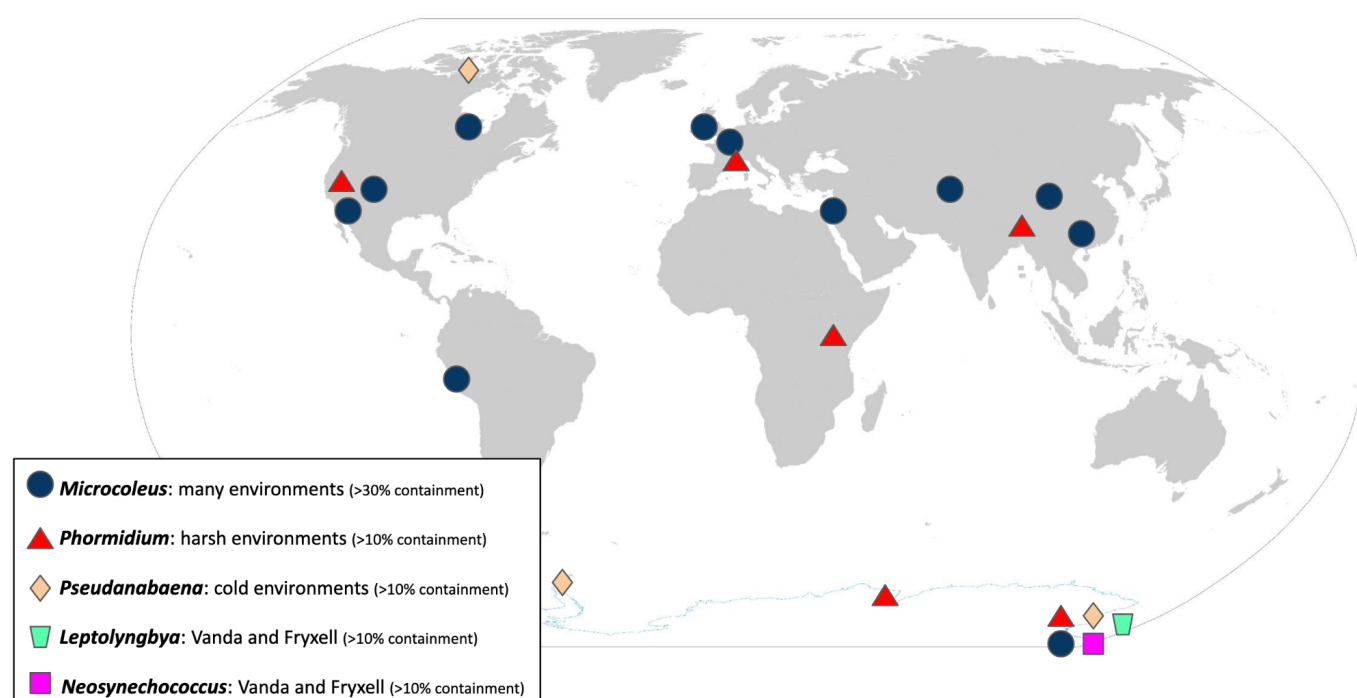 Microcoleus: many environments (>30% containment)
Phormidium: harsh environments (>10% containment)
Pseudanabaena: cold environments (>10% containment)
Leptolyngbya: Vanda and Fryxell (>10% containment)
Neosynechococcus: Vanda and Fryxell (>10% containment)